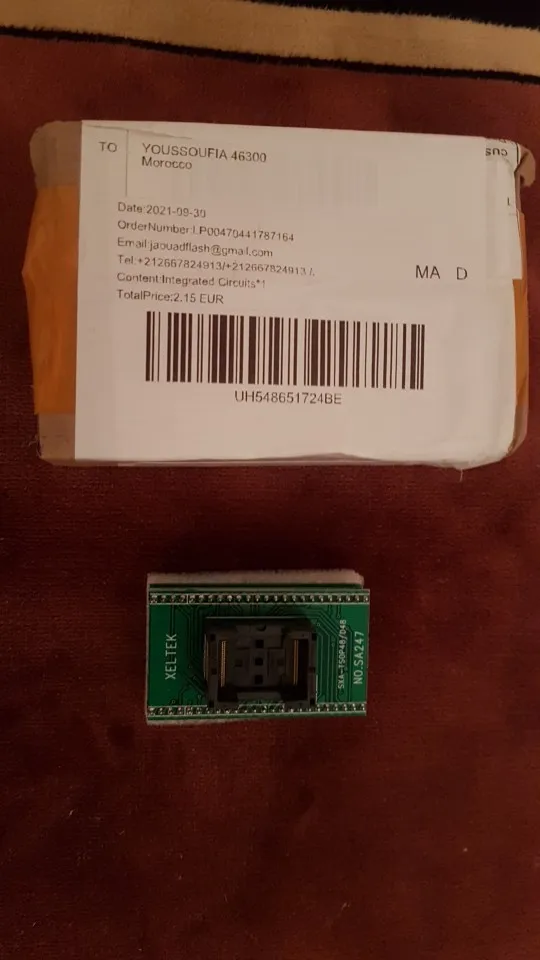 TO
YOUSSOUFIA 46300
Morocco
Date:2021-09-30
OrderNumber:LP00470441787164
Email:jaouadflash@gmail.com
Tel:+212667824913/+212667824913 /.
Content:Integrated Circuits*1
TotalPrice:2.15 EUR
MA D
UH548651724BE
XELTEK
SXA-TSOP48/D48
NO.SA247